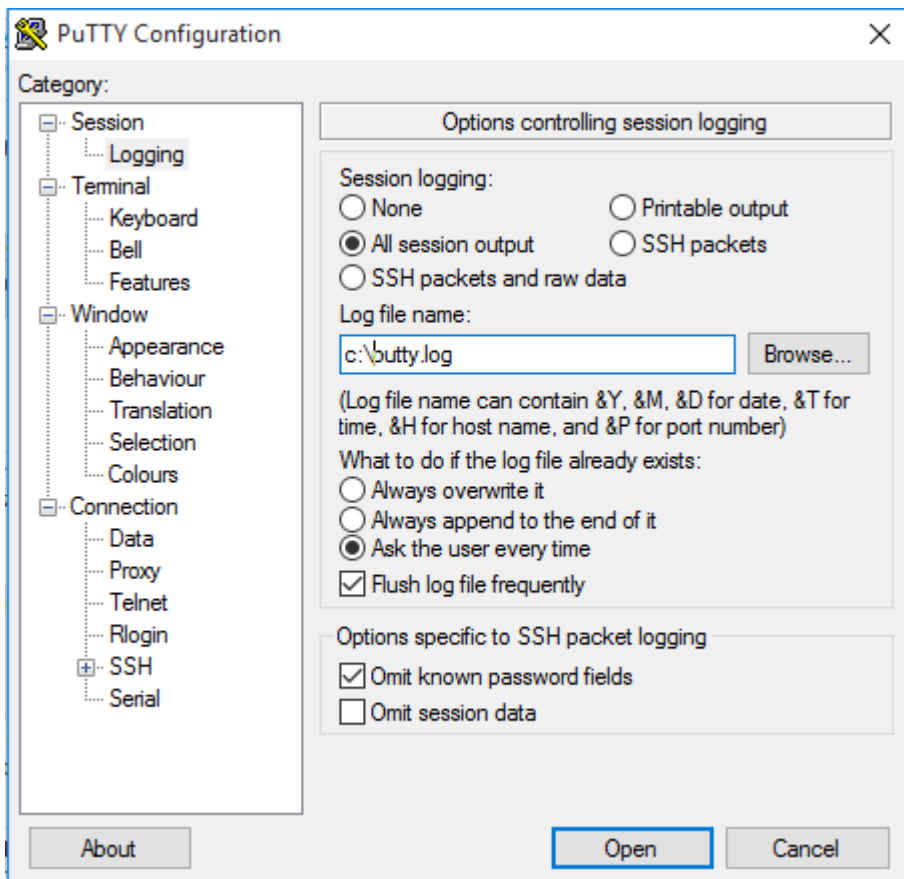 PuTTY Configuration
Category:
Session
Logging
Terminal
Keyboard
Bell
Features
Window
Appearance
Behaviour
Translation
Selection
Colours
Connection
Data
Proxy
Telnet
Rlogin
SSH
Serial
Options controlling session logging
Session logging:
None
Printable output
All session output
SSH packets
SSH packets and raw data
Log file name:
c:\putty.log
Browse...
(Log file name can contain &Y, &M, &D for date, &T for
time, &H for host name, and &P for port number)
What to do if the log file already exists:
Always overwrite it
Always append to the end of it
Ask the user every time
Flush log file frequently
Options specific to SSH packet logging
Omit known password fields
Omit session data
About
Open
Cancel